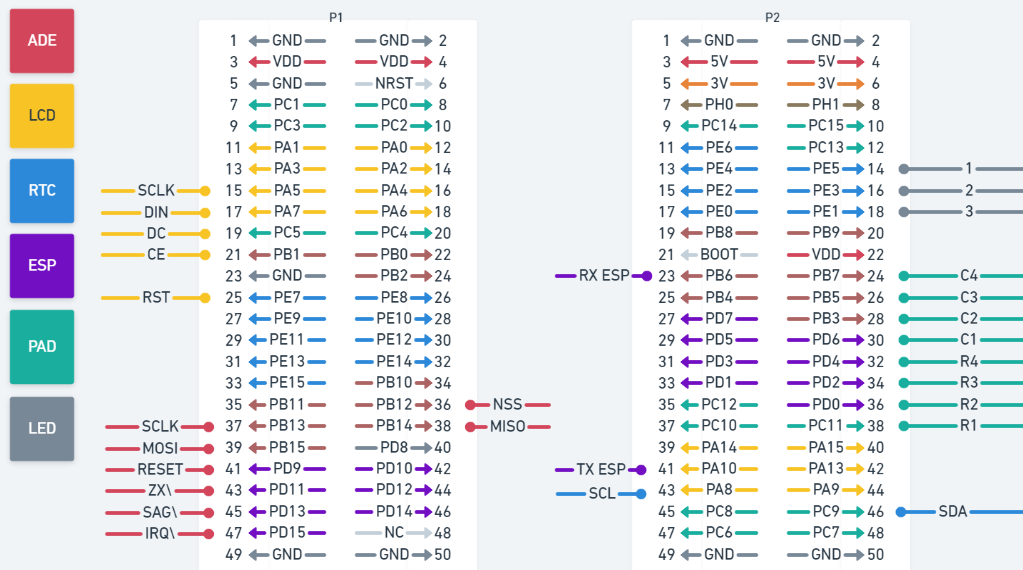 P1 P2
ADE
LCD
RTC
ESP
PAD
LED
1 GND GND 2
3 VDD VDD 4
5 GND NRST 6
7 PC1 PC0 8
9 PC3 PC2 10
11 PA1 PA0 12
13 PA3 PA2 14
SCLK 15 PA5 PA4 16
DIN 17 PA7 PA6 18
DC 19 PC5 PC4 20
CE 21 PB1 PB0 22
23 GND PB2 24
RST 25 PE7 PE8 26
27 PE9 PE10 28
29 PE11 PE12 30
31 PE13 PE14 32
33 PE15 PB10 34
35 PB11 PB12 36 NSS
SCLK 37 PB13 PB14 38 MISO
MOSI 39 PB15 PD8 40
RESET 41 PD9 PD10 42
ZX\ 43 PD11 PD12 44
SAG\ 45 PD13 PD14 46
IRQ\ 47 PD15 NC 48
49 GND GND 50
1 GND GND 2
3 5V 5V 4
5 3V 3V 6
7 PH0 PH1 8
9 PC14 PC15 10
11 PE6 PC13 12
13 PE4 PE5 14 1
15 PE2 PE3 16 2
17 PE0 PE1 18 3
19 PB8 PB9 20
21 BOOT VDD 22
RX ESP 23 PB6 PB7 24 C4
25 PB4 PB5 26 C3
27 PD7 PB3 28 C2
29 PD5 PD6 30 C1
31 PD3 PD4 32 R4
33 PD1 PD2 34 R3
35 PC12 PD0 36 R2
37 PC10 PC11 38 R1
39 PA14 PA15 40
TX ESP 41 PA10 PA13 42
SCL 43 PA8 PA9 44
45 PC8 PC9 46 SDA
47 PC6 PC7 48
49 GND GND 50